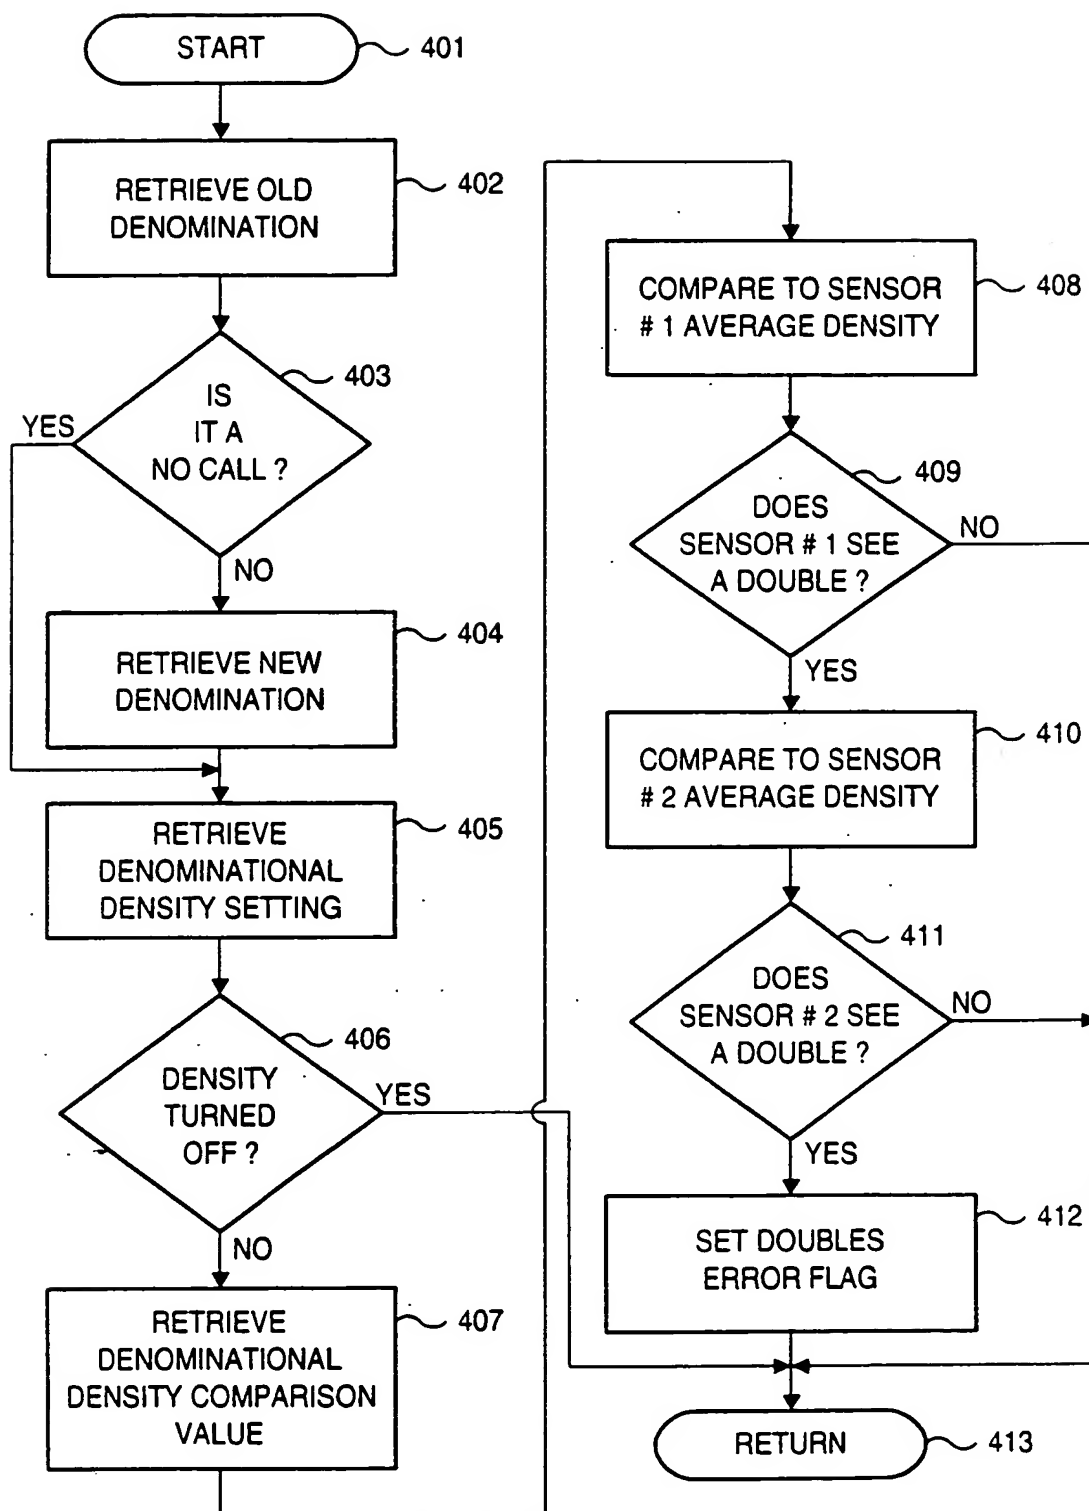 START
401
RETRIEVE OLD
DENOMINATION
402
IS
IT A
NO CALL ?
403
YES
NO
RETRIEVE NEW
DENOMINATION
404
RETRIEVE
DENOMINATIONAL
DENSITY SETTING
405
DENSITY
TURNED
OFF ?
406
YES
NO
RETRIEVE
DENOMINATIONAL
DENSITY COMPARISON
VALUE
407
COMPARE TO SENSOR
# 1 AVERAGE DENSITY
408
DOES
SENSOR # 1 SEE
A DOUBLE ?
409
NO
YES
COMPARE TO SENSOR
# 2 AVERAGE DENSITY
410
DOES
SENSOR # 2 SEE
A DOUBLE ?
411
NO
YES
SET DOUBLES
ERROR FLAG
412
RETURN
413